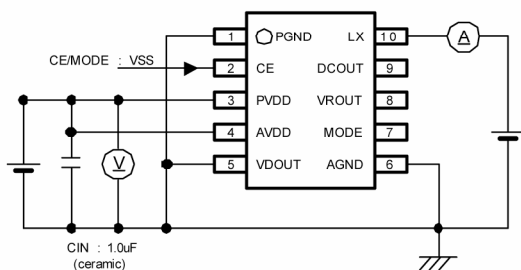 1 PGND LX 10
CE/MODE : VSS
2 CE DCOUT 9
3 PVDD VROUT 8
4 AVDD MODE 7
5 VDOUT AGND 6
A
V
CIN : 1.0uF
(ceramic)